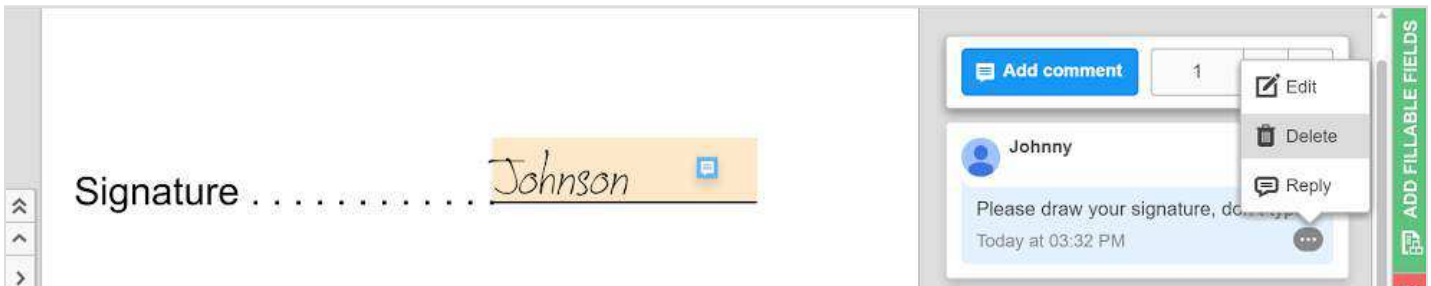 Signature . . . . . . . . . . . . Johnson
Add comment
1
Johnny
Please draw your signature,
Today at 03:32 PM
Edit
Delete
Reply
ADD FILLABLE FIELDS